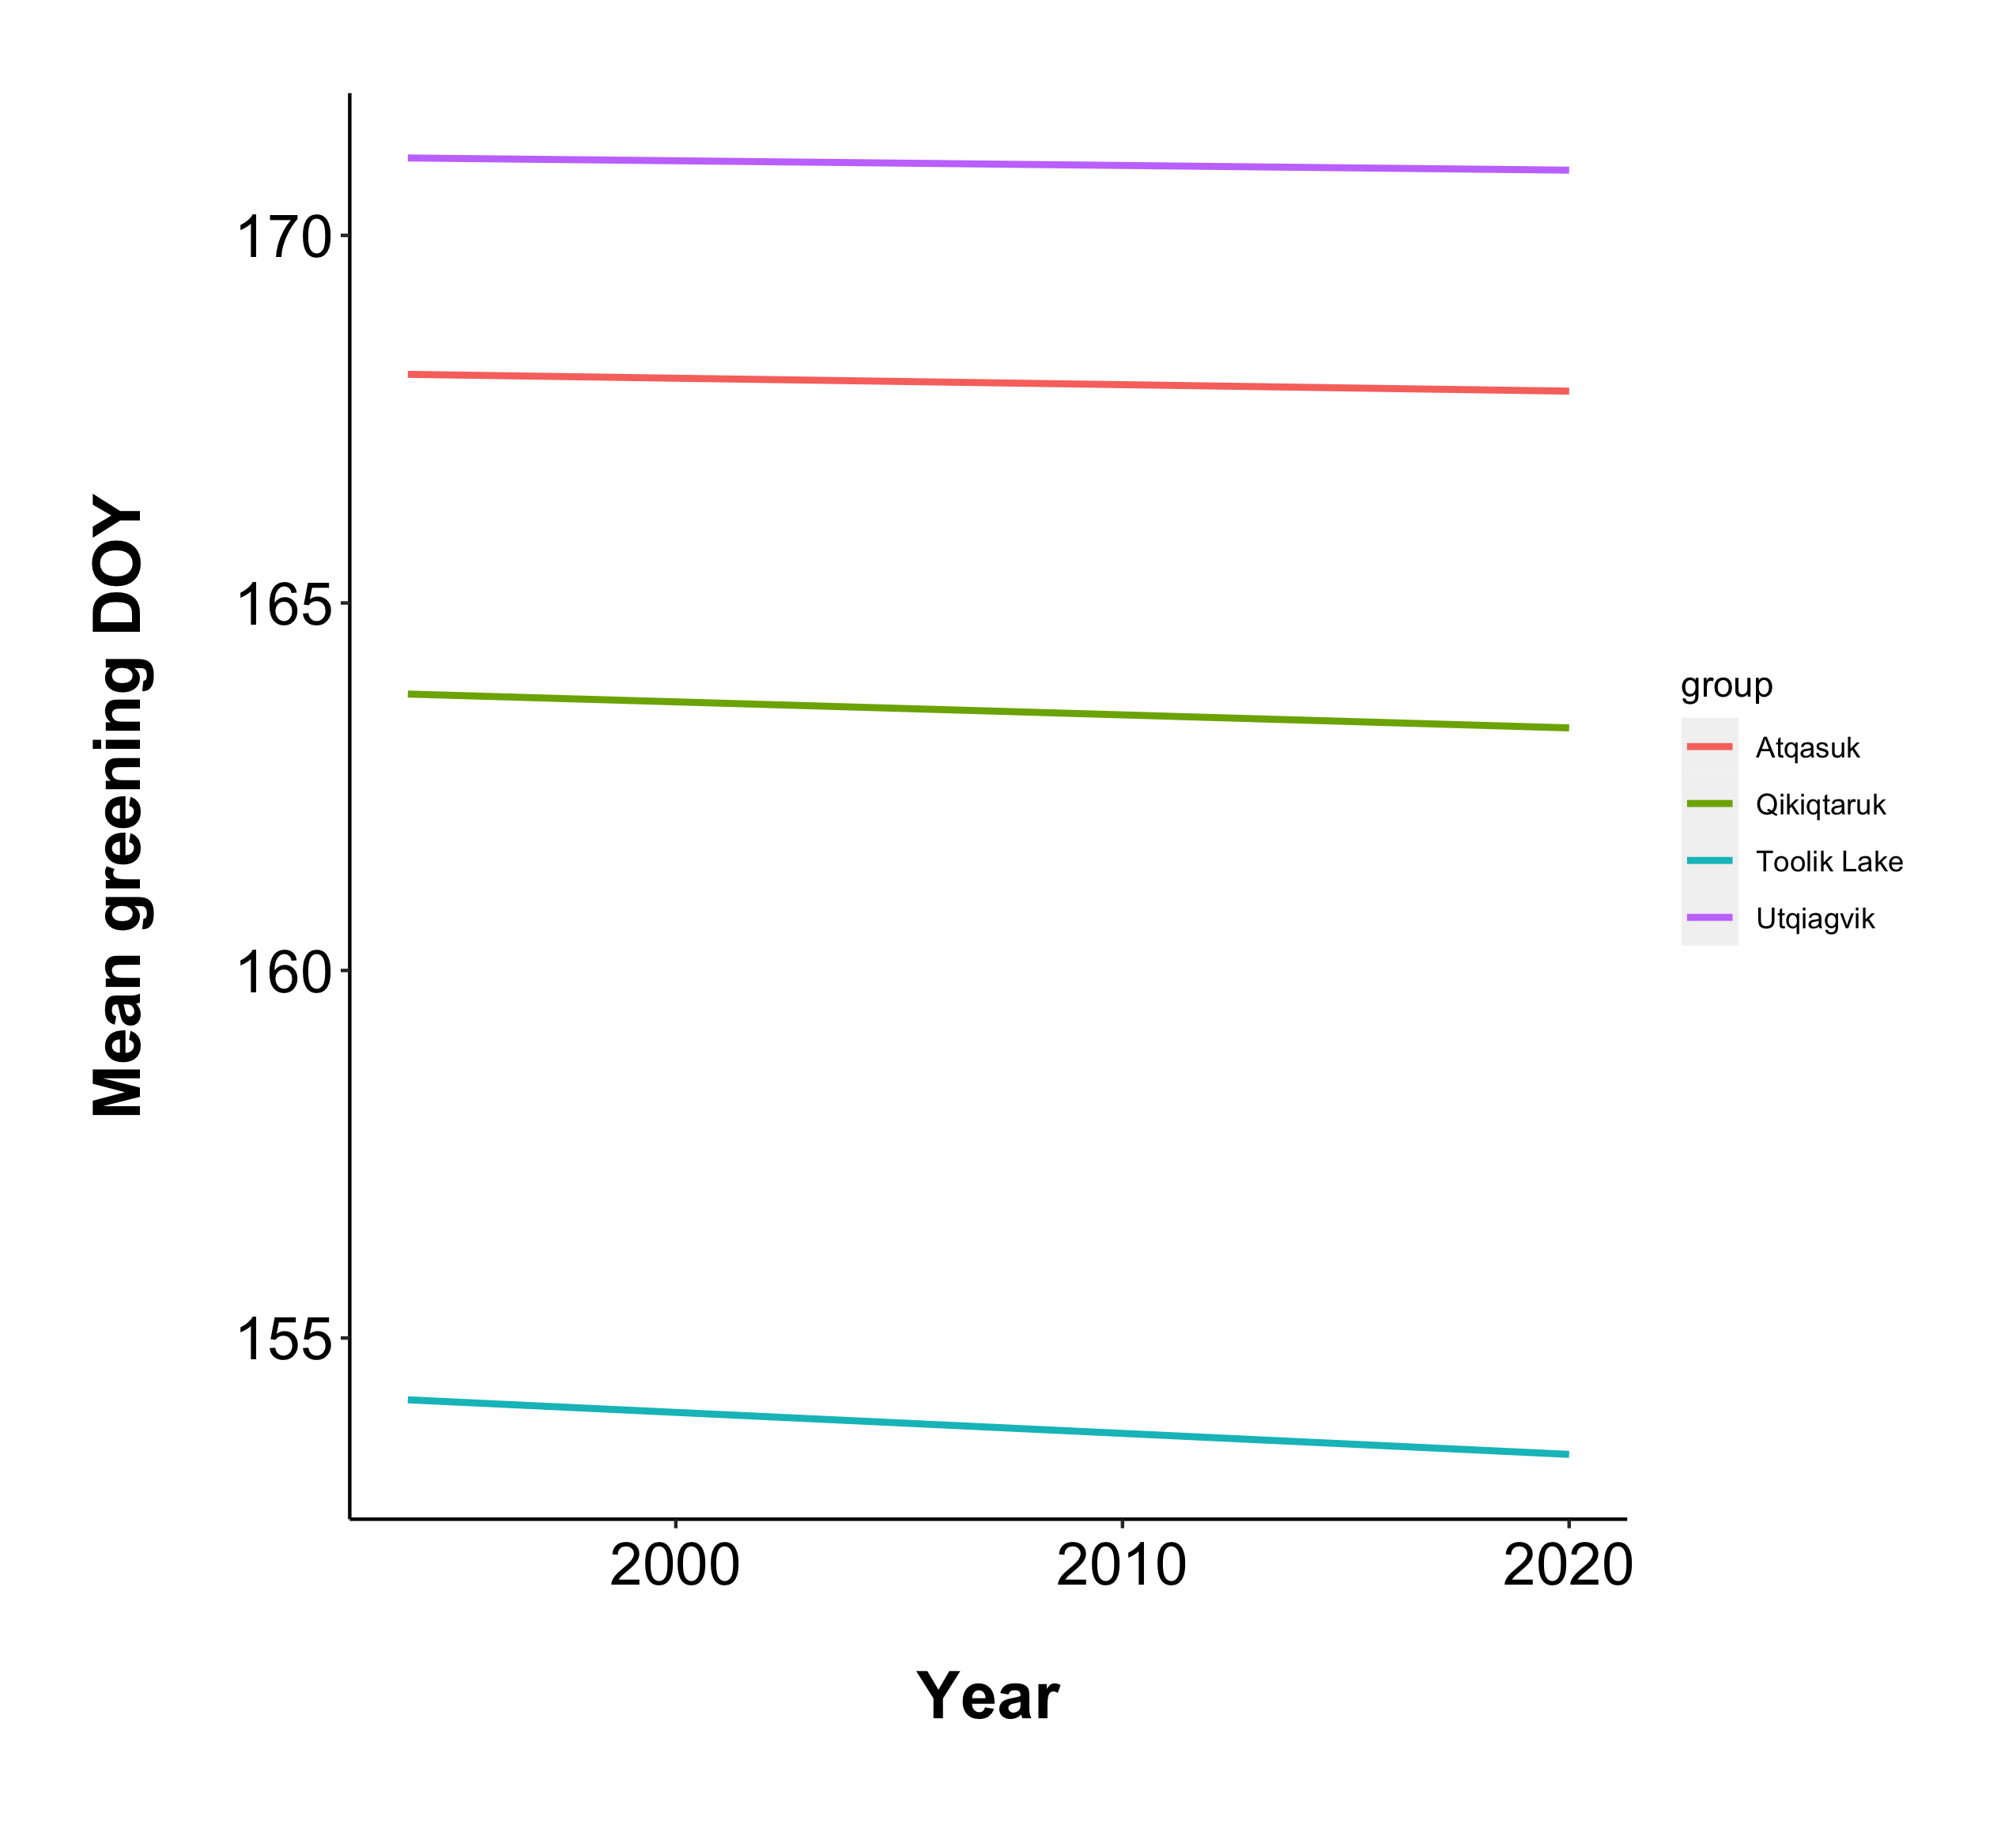 Mean greening DOY
170
165
160
155
2000 2010 2020
Year
group
Atqasuk
Qikiqtaruk
Toolik Lake
Utqiagvik